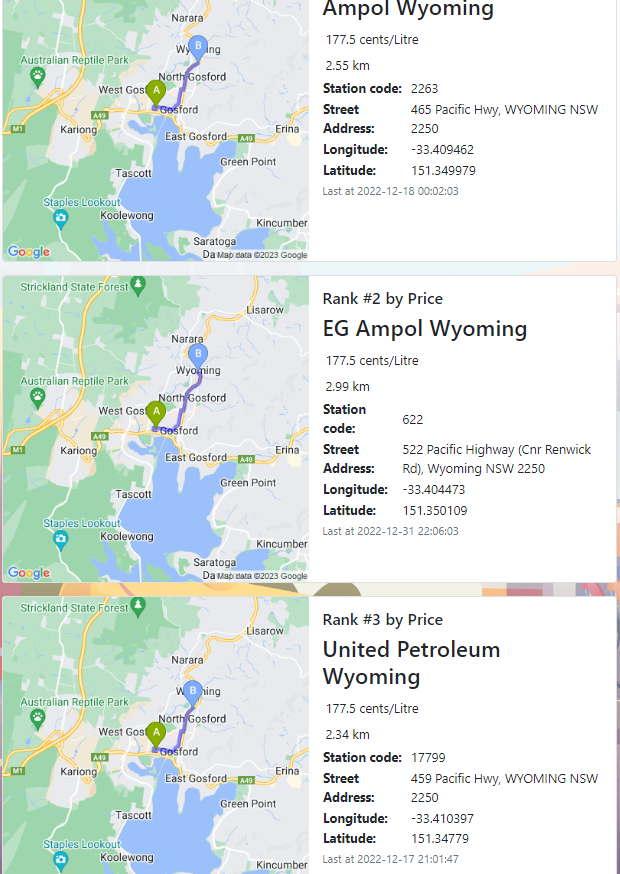 Ampol Wyoming
177.5 cents/Litre
2.55 km
Station code: 2263
Street Address: 465 Pacific Hwy, WYOMING NSW 2250
Longitude: -33.409462
Latitude: 151.349979
Last at 2022-12-18 00:02:03
Narara
Australian Reptile Park
B
North Gosford
A
Gosford
A49
M1
Kariong
East Gosford
A49
Erina
Green Point
Tascott
Staples Lookout
Koolewong
Kincumber
Saratoga
Google
Map data ©2023 Google
Rank #2 by Price
EG Ampol Wyoming
177.5 cents/Litre
2.99 km
Station code: 622
Street Address: 522 Pacific Highway (Cnr Renwick Rd), Wyoming NSW 2250
Longitude: -33.404473
Latitude: 151.350109
Last at 2022-12-31 22:06:03
Strickland State Forest
Lisarow
Narara
B
Wyoming
Australian Reptile Park
North Gosford
A
Gosford
A49
M1
Kariong
East Gosford
A49
Erina
Green Point
Tascott
Staples Lookout
Koolewong
Kincumber
Saratoga
Google
Map data ©2023 Google
Rank #3 by Price
United Petroleum
Wyoming
177.5 cents/Litre
2.34 km
Station code: 17799
Street Address: 459 Pacific Hwy, WYOMING NSW 2250
Longitude: -33.410397
Latitude: 151.34779
Last at 2022-12-17 21:01:47
Strickland State Forest
Lisarow
Narara
B
Australian Reptile Park
North Gosford
A
Gosford
A49
M1
Kariong
East Gosford
A49
Erina
Green Point
Tascott
Staples Lookout
Koolewong
Kincumber